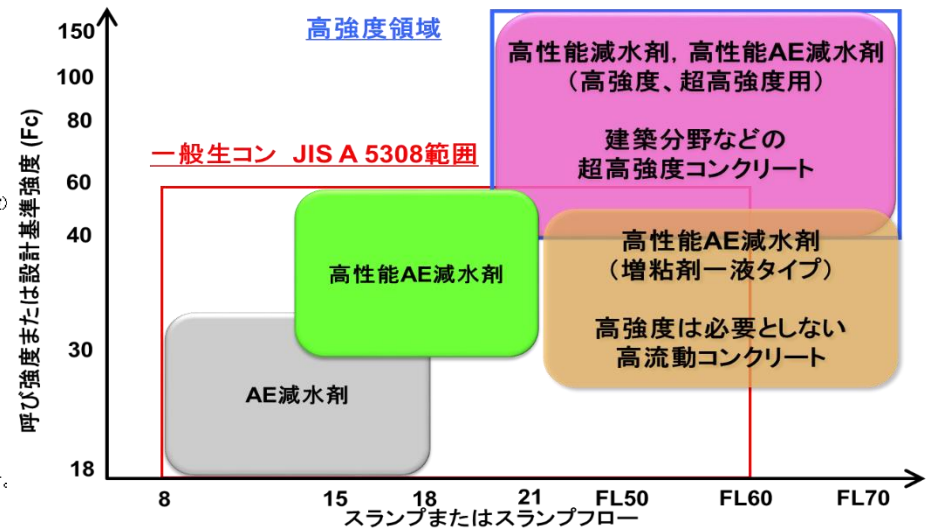 高強度領域
150
100
80
60
40
30
18
呼び強度または設計基準強度 (Fc)
一般生コン JIS A 5308範囲
高性能減水剤, 高性能AE減水剤
（高強度、超高強度用）
建築分野などの
超高強度コンクリート
高性能AE減水剤
高性能AE減水剤
（増粘剤一液タイプ）
高強度は必要としない
高流動コンクリート
AE減水剤
8
15
18
21
FL50
FL60
FL70
スランプまたはスランプフロー